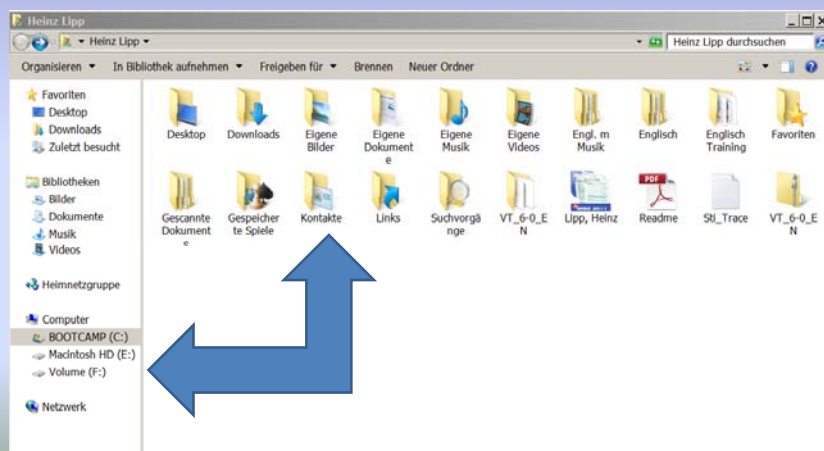 Heinz Lipp
Heinz Lipp
Heinz Lipp durchsuchen
Organisieren In Bibliothek aufnehmen Freigeben für Brennen Neuer Ordner
Favoriten
Desktop
Downloads
Zuletzt besucht
Bibliotheken
Bilder
Dokumente
Musik
Videos
Heimnetzgruppe
Computer
BOOTCAMP (C:)
Macintosh HD (E:)
Volume (F:)
Netzwerk
Desktop
Downloads
Eigene
Bilder
Eigene
Dokument
e
Eigene
Musik
Eigene
Videos
Engl. m
Musik
Englisch
Englisch
Training
Favoriten
Gescannte
Dokument
e
Gespeicher
te Spiele
Kontakte
Links
Suchvorgä
nge
VT_6-0_E
N
Lipp, Heinz
PDF
Readme
Sti_Trace
VT_6-0_E
N